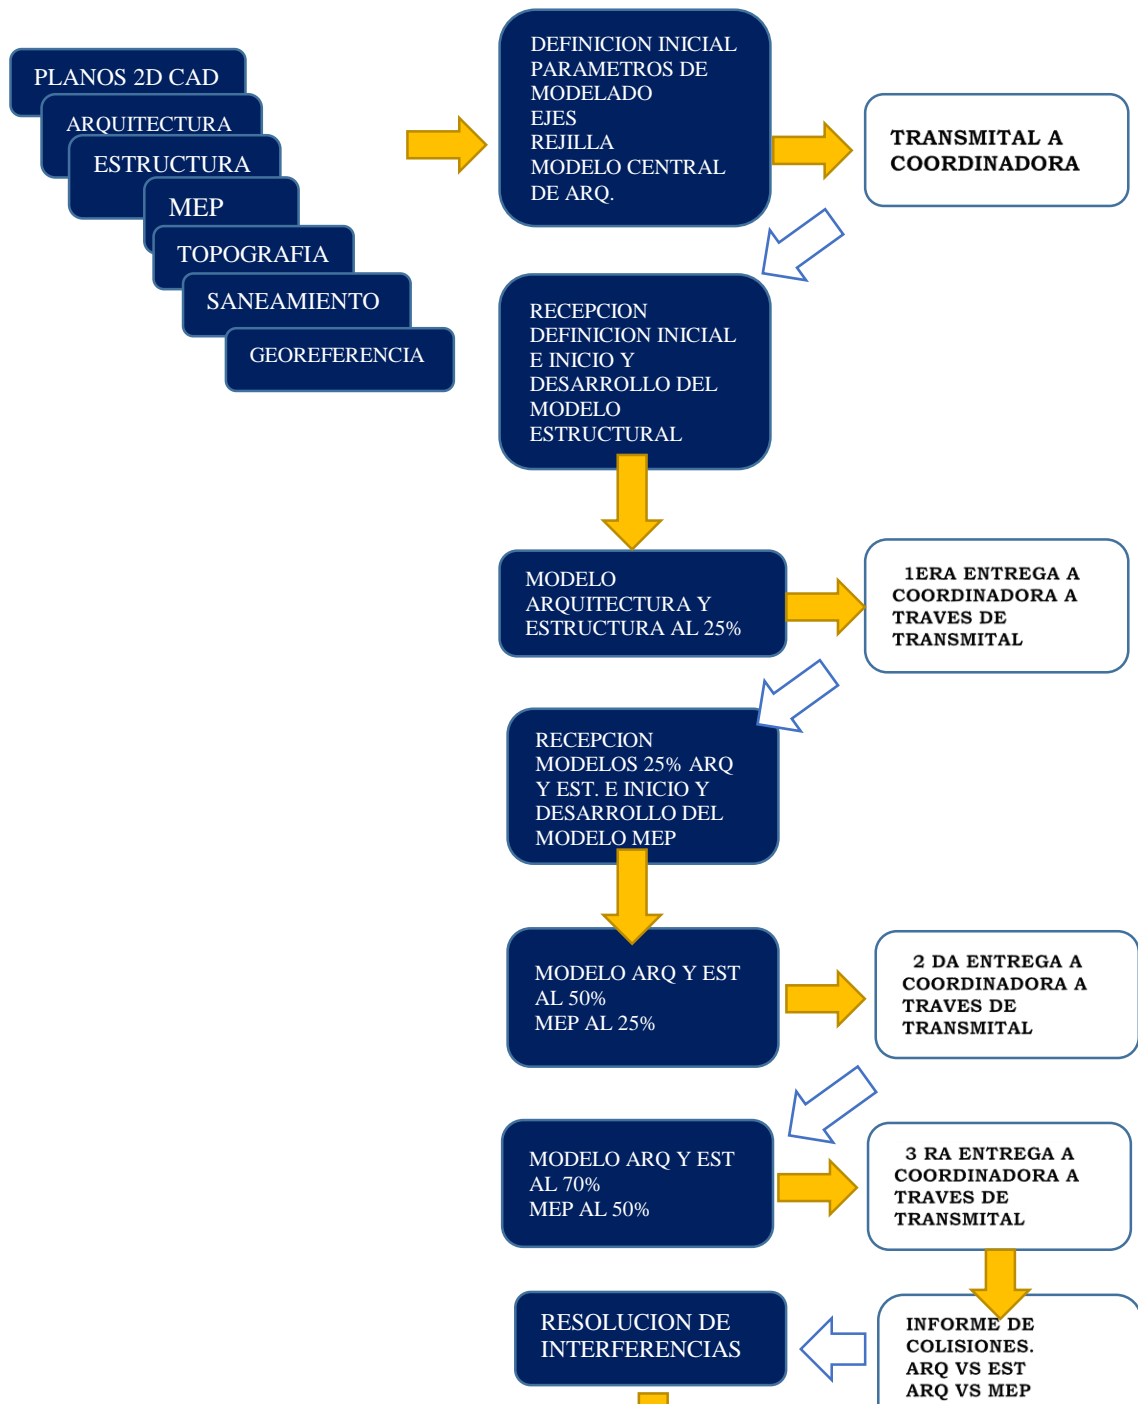 PLANOS 2D CAD
ARQUITECTURA
ESTRUCTURA
MEP
TOPOGRAFIA
SANEAMIENTO
GEOREFERENCIA
DEFINICION INICIAL
PARAMETROS DE
MODELADO
EJES
REJILLA
MODELO CENTRAL
DE ARQ.
TRANSMITAL A
COORDINADORA
RECEPCION
DEFINICION INICIAL
E INICIO Y
DESARROLLO DEL
MODELO
ESTRUCTURAL
MODELO
ARQUITECTURA Y
ESTRUCTURA AL 25%
1ERA ENTREGA A
COORDINADORA A
TRAVES DE
TRANSMITAL
RECEPCION
MODELOS 25% ARQ
Y EST. E INICIO Y
DESARROLLO DEL
MODELO MEP
MODELO ARQ Y EST
AL 50%
MEP AL 25%
2 DA ENTREGA A
COORDINADORA A
TRAVES DE
TRANSMITAL
MODELO ARQ Y EST
AL 70%
MEP AL 50%
3 RA ENTREGA A
COORDINADORA A
TRAVES DE
TRANSMITAL
INFORME DE
COLISIONES.
ARQ VS EST
ARQ VS MEP
RESOLUCION DE
INTERFERENCIAS